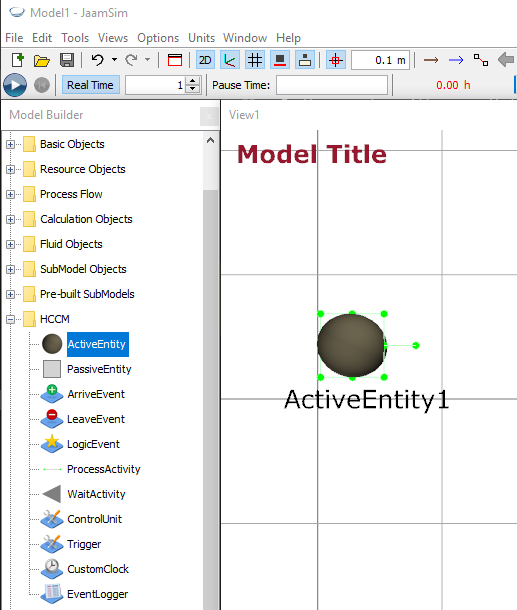 Model1 - JaamSim
File Edit Tools Views Options Units Window Help
2D 0.1 m
Real Time 1 Pause Time: 0.00 h
Model Builder
View1
Basic Objects
Resource Objects
Process Flow
Calculation Objects
Fluid Objects
SubModel Objects
Pre-built SubModels
HCCM
ActiveEntity
PassiveEntity
ArriveEvent
LeaveEvent
LogicEvent
ProcessActivity
WaitActivity
ControlUnit
Trigger
CustomClock
EventLogger
Model Title
ActiveEntity1